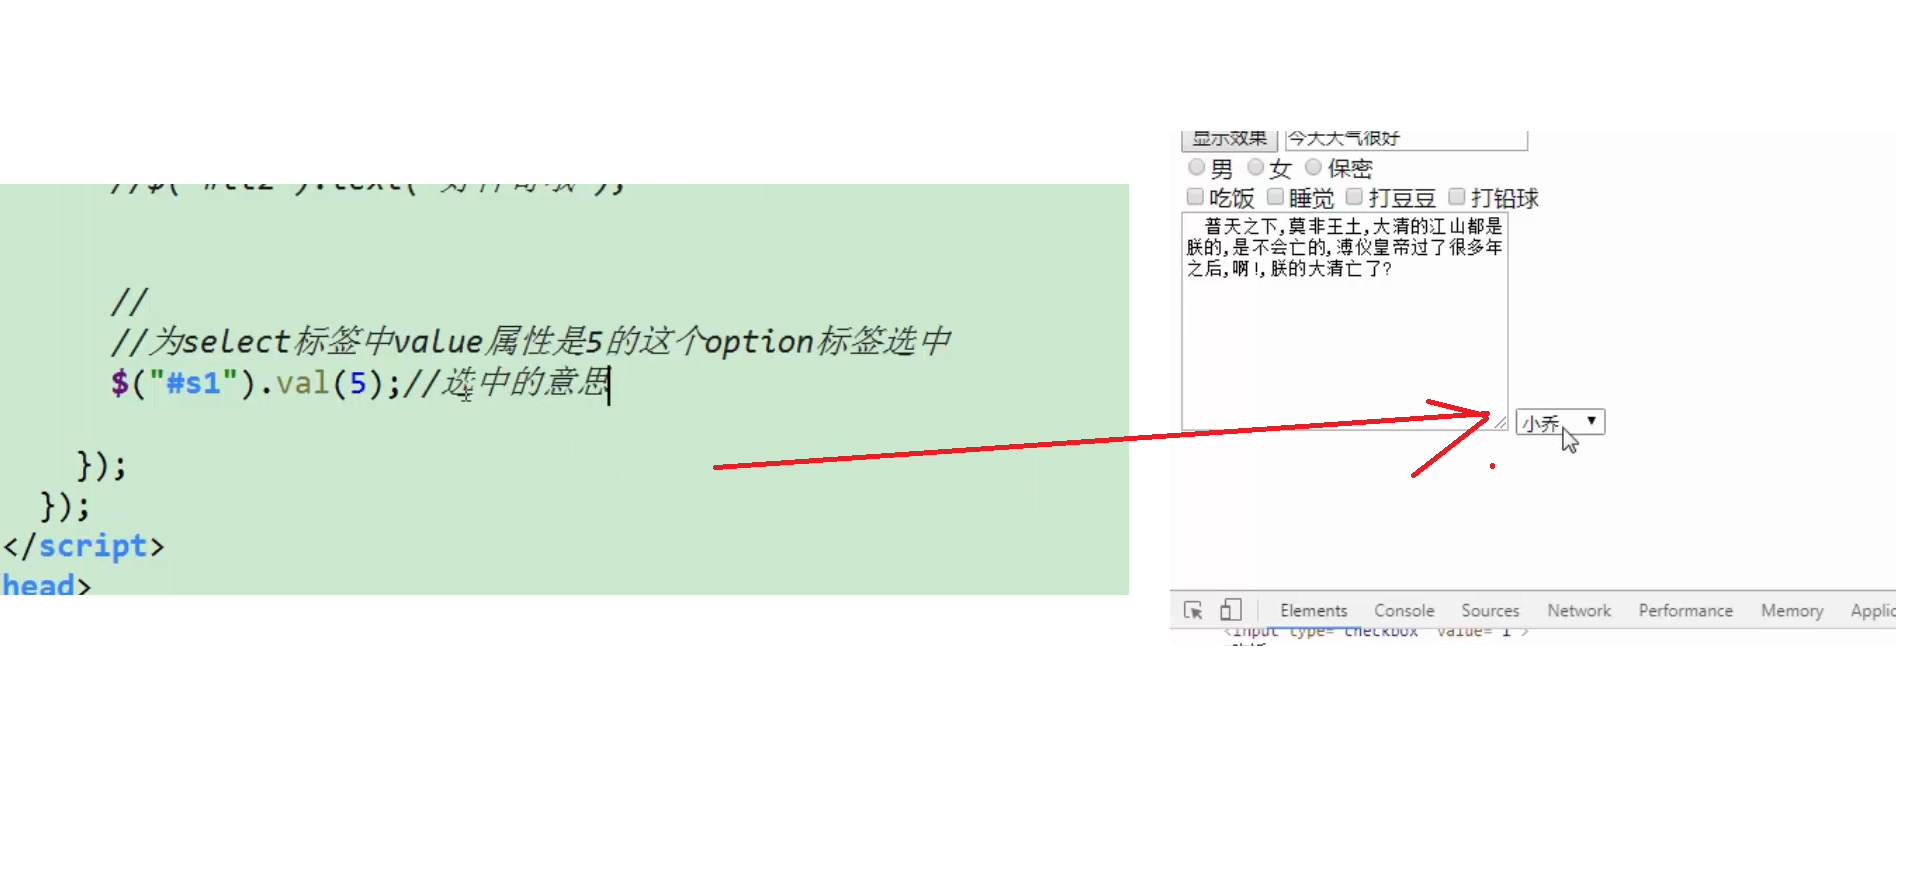 //
//为select标签中value属性是5的这个option标签选中
$("#s1").val(5);//选中的意思
});
});
</script>
head>
显示效果 今天天气很好
男 女 保密
吃饭 睡觉 打豆豆 打铅球
普天之下,莫非王土,大清的江山都是
朕的,是不会亡的,溥仪皇帝过了很多年
之后,啊!,朕的大清亡了?
小乔
Elements Console Sources Network Performance Memory Applic
<input type="checkbox" value="1">